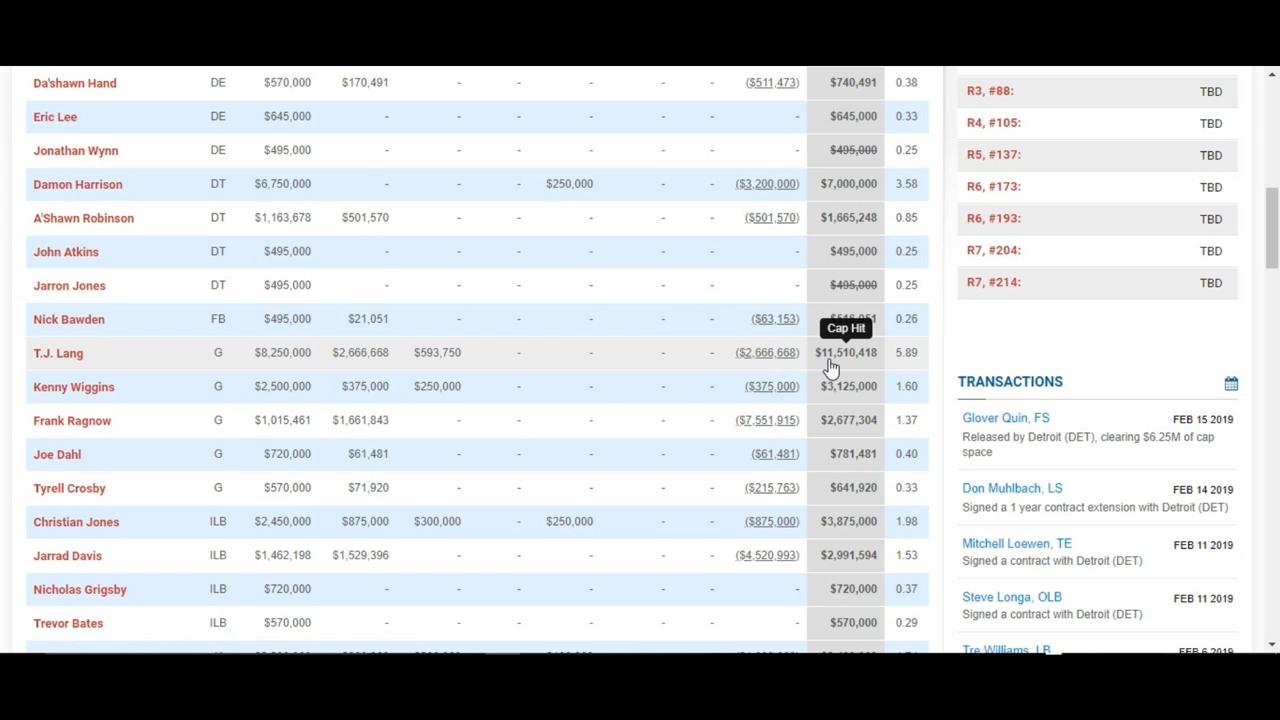 Da'shawn Hand DE $570,000 $170,491 - - - - - ($511,473) $740,491 0.38
Eric Lee DE $645,000 - - - - - - - $645,000 0.33
Jonathan Wynn DE $495,000 - - - - - - - $495,000 0.25
Damon Harrison DT $6,750,000 - - - $250,000 - - ($3,200,000) $7,000,000 3.58
A'Shawn Robinson DT $1,163,678 $501,570 - - - - - ($501,570) $1,665,248 0.85
John Atkins DT $495,000 - - - - - - - $495,000 0.25
Jarron Jones DT $495,000 - - - - - - - $495,000 0.25
Nick Bawden FB $495,000 $21,051 - - - - - ($63,153) 0.26
Cap Hit
T.J. Lang G $8,250,000 $2,666,668 $593,750 - - - - ($2,666,668) $11,510,418 5.89
Kenny Wiggins G $2,500,000 $375,000 $250,000 - - - - ($375,000) $3,125,000 1.60
Frank Ragnow G $1,015,461 $1,661,843 - - - - - ($7,551,915) $2,677,304 1.37
Joe Dahl G $720,000 $61,481 - - - - - ($61,481) $781,481 0.40
Tyrell Crosby G $570,000 $71,920 - - - - - ($215,763) $641,920 0.33
Christian Jones ILB $2,450,000 $875,000 $300,000 - $250,000 - - ($875,000) $3,875,000 1.98
Jarrad Davis ILB $1,462,198 $1,529,396 - - - - - ($4,520,993) $2,991,594 1.53
Nicholas Grigsby ILB $720,000 - - - - - - - $720,000 0.37
Trevor Bates ILB $570,000 - - - - - - - $570,000 0.29
R3, #88: TBD
R4, #105: TBD
R5, #137: TBD
R6, #173: TBD
R6, #193: TBD
R7, #204: TBD
R7, #214: TBD
TRANSACTIONS
Glover Quin, FS FEB 15 2019
Released by Detroit (DET), clearing $6.25M of cap
space
Don Muhlbach, LS FEB 14 2019
Signed a 1 year contract extension with Detroit (DET)
Mitchell Loewen, TE FEB 11 2019
Signed a contract with Detroit (DET)
Steve Longa, OLB FEB 11 2019
Signed a contract with Detroit (DET)
Tre Williams, LB FEB 6 2019